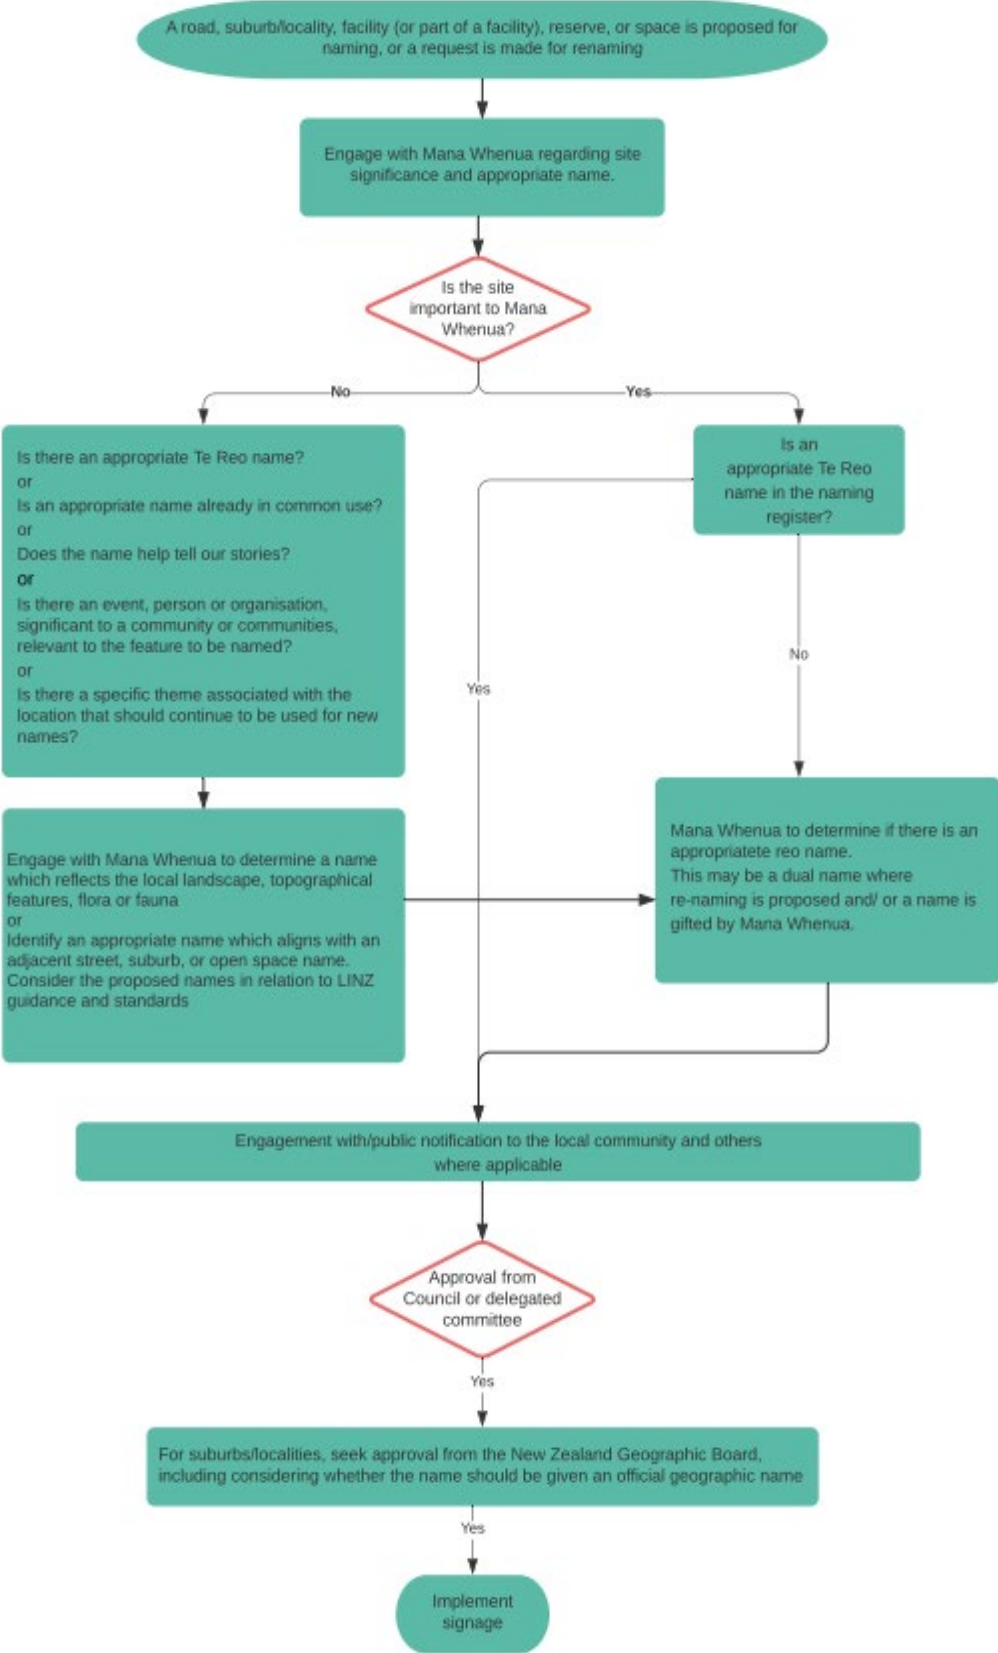 A road, suburb/locality, facility (or part of a facility), reserve, or space is proposed for
naming, or a request is made for renaming
Engage with Mana Whenua regarding site
significance and appropriate name.
Is the site
important to Mana
Whenua?
No
Yes
Is there an appropriate Te Reo name?
or
Is an appropriate name already in common use?
or
Does the name help tell our stories?
or
Is there an event, person or organisation,
significant to a community or communities,
relevant to the feature to be named?
or
Is there a specific theme associated with the
location that should continue to be used for new
names?
Is an
appropriate Te Reo
name in the naming
register?
No
Yes
Engage with Mana Whenua to determine a name
which reflects the local landscape, topographical
features, flora or fauna
or
Identify an appropriate name which aligns with an
adjacent street, suburb, or open space name.
Consider the proposed names in relation to LINZ
guidance and standards
Mana Whenua to determine if there is an
appropriatete reo name.
This may be a dual name where
re-naming is proposed and/ or a name is
gifted by Mana Whenua.
Engagement with/public notification to the local community and others
where applicable
Approval from
Council or delegated
committee
Yes
For suburbs/localities, seek approval from the New Zealand Geographic Board,
including considering whether the name should be given an official geographic name
Yes
Implement
signage